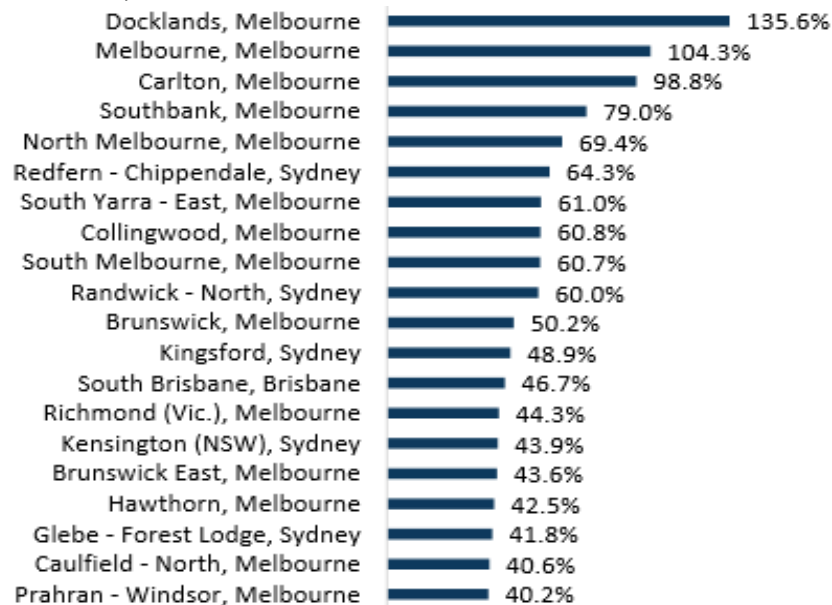 Docklands, Melbourne 135.6%
Melbourne, Melbourne 104.3%
Carlton, Melbourne 98.8%
Southbank, Melbourne 79.0%
North Melbourne, Melbourne 69.4%
Redfern - Chippendale, Sydney 64.3%
South Yarra - East, Melbourne 61.0%
Collingwood, Melbourne 60.8%
South Melbourne, Melbourne 60.7%
Randwick - North, Sydney 60.0%
Brunswick, Melbourne 50.2%
Kingsford, Sydney 48.9%
South Brisbane, Brisbane 46.7%
Richmond (Vic.), Melbourne 44.3%
Kensington (NSW), Sydney 43.9%
Brunswick East, Melbourne 43.6%
Hawthorn, Melbourne 42.5%
Glebe - Forest Lodge, Sydney 41.8%
Caulfield - North, Melbourne 40.6%
Prahran - Windsor, Melbourne 40.2%